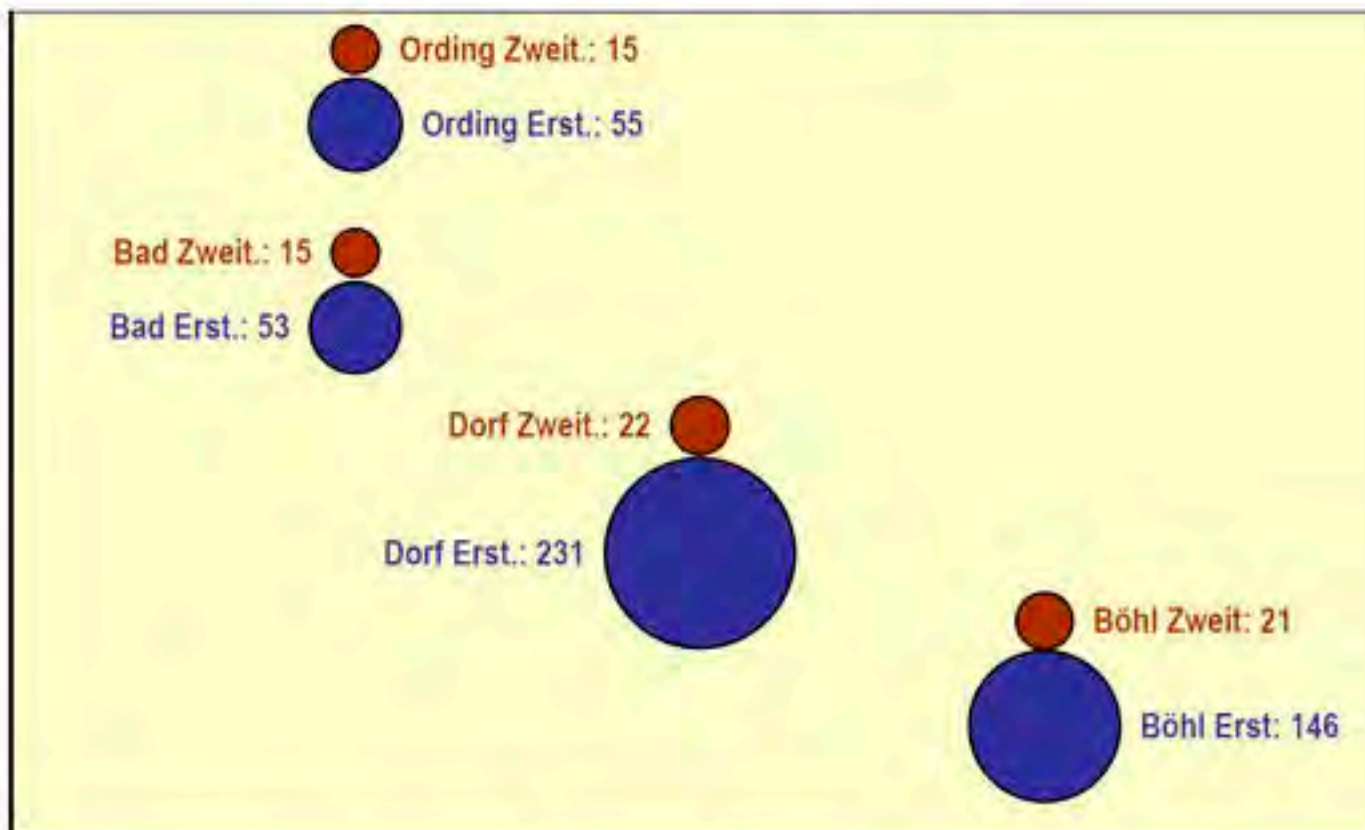 Ording Zweit.: 15
Ording Erst.: 55
Bad Zweit.: 15
Bad Erst.: 53
Dorf Zweit.: 22
Dorf Erst.: 231
Böhl Zweit: 21
Böhl Erst: 146